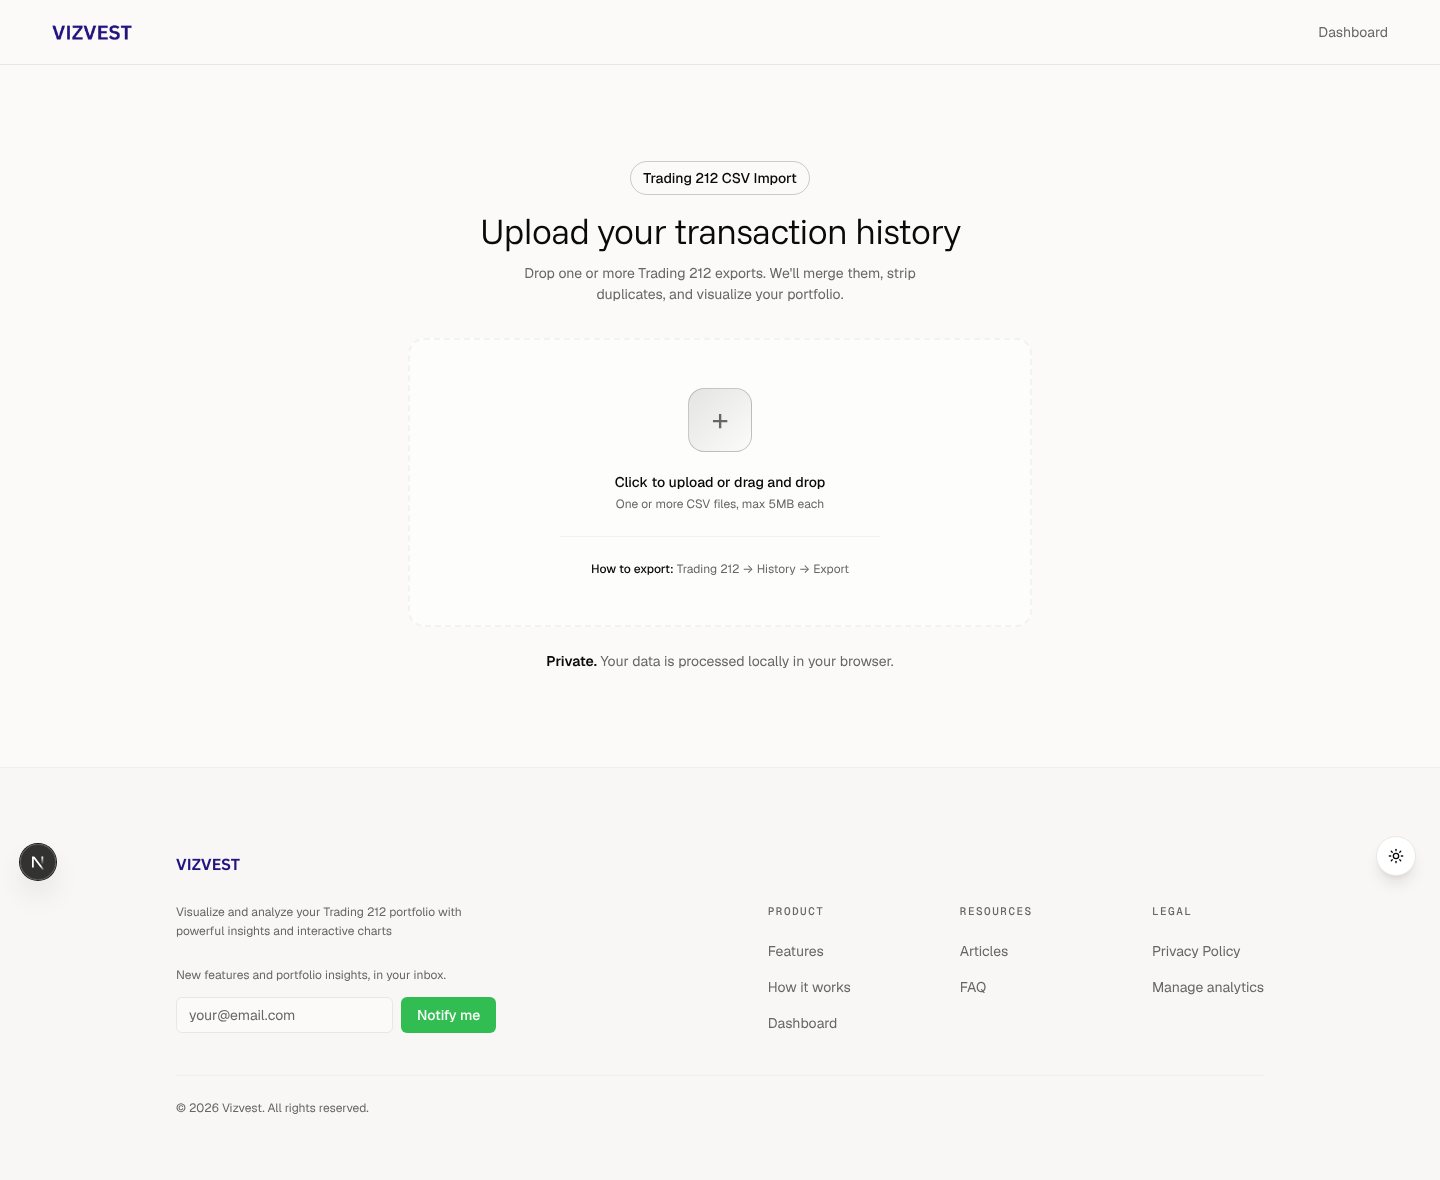 VIZVEST
Dashboard
Trading 212 CSV Import
Upload your transaction history
Drop one or more Trading 212 exports. We'll merge them, strip
duplicates, and visualize your portfolio.
+
Click to upload or drag and drop
One or more CSV files, max 5MB each
How to export: Trading 212 → History → Export
Private. Your data is processed locally in your browser.
N
VIZVEST
Visualize and analyze your Trading 212 portfolio with
powerful insights and interactive charts
New features and portfolio insights, in your inbox.
your@email.com
Notify me
PRODUCT
Features
How it works
Dashboard
RESOURCES
Articles
FAQ
LEGAL
Privacy Policy
Manage analytics
© 2026 Vizvest. All rights reserved.